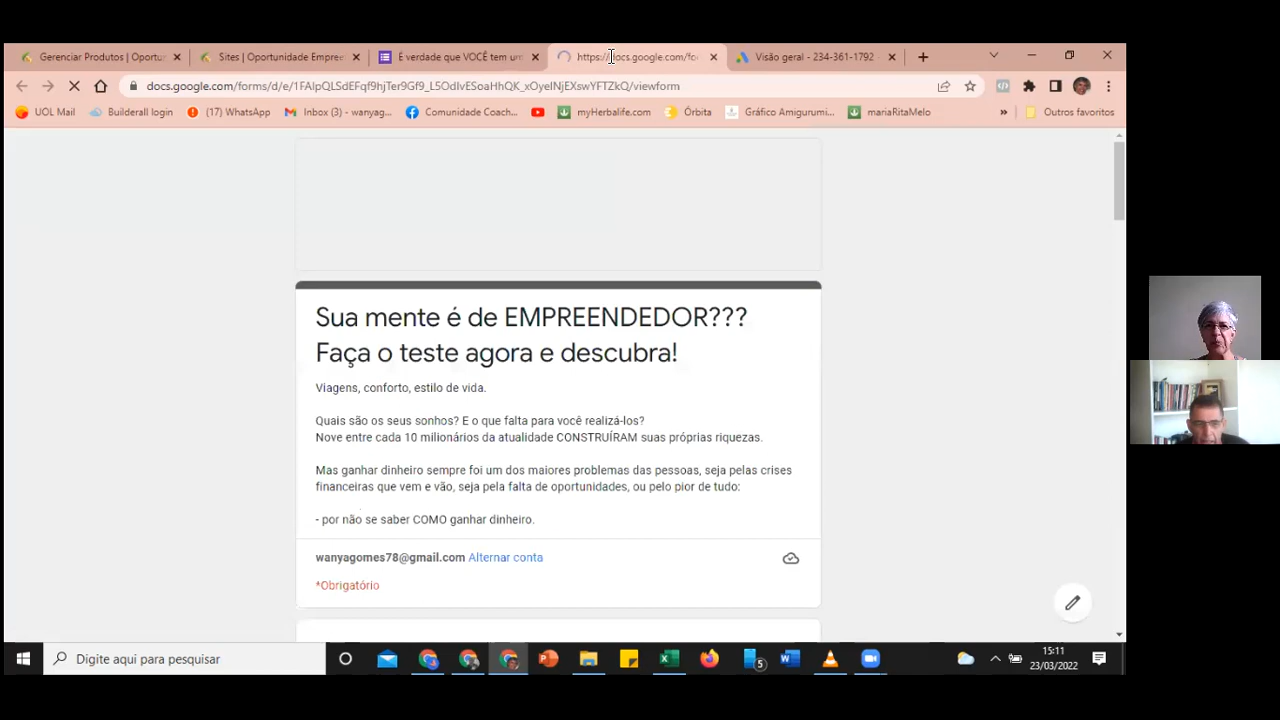 Gerenciar Produtos | Oportu
Sites | Oportunidade Empree
É verdade que VOCÊ tem um
https://docs.google.com/fo
Visão geral - 234-361-1792
docs.google.com/forms/d/e/1FAIpQLSdEFqf9hjTer9Gf9_L5OdIvESoaHhQK_xOyeINjEXswYFTZkQ/viewform
UOL Mail
Builderall login
(17) WhatsApp
Inbox (3) - wanyag...
Comunidade Coach...
myHerbalife.com
Órbita
Gráfico Amigurumi...
mariaRitaMelo
»
Outros favoritos
Sua mente é de EMPREENDEDOR???
Faça o teste agora e descubra!
Viagens, conforto, estilo de vida.
Quais são os seus sonhos? E o que falta para você realizá-los?
Nove entre cada 10 milionários da atualidade CONSTRUÍRAM suas próprias riquezas.
Mas ganhar dinheiro sempre foi um dos maiores problemas das pessoas, seja pelas crises
financeiras que vem e vão, seja pela falta de oportunidades, ou pelo pior de tudo:
- por não se saber COMO ganhar dinheiro.
wanyagomes78@gmail.com Alternar conta
*Obrigatório
Digite aqui para pesquisar
5
15:11
23/03/2022